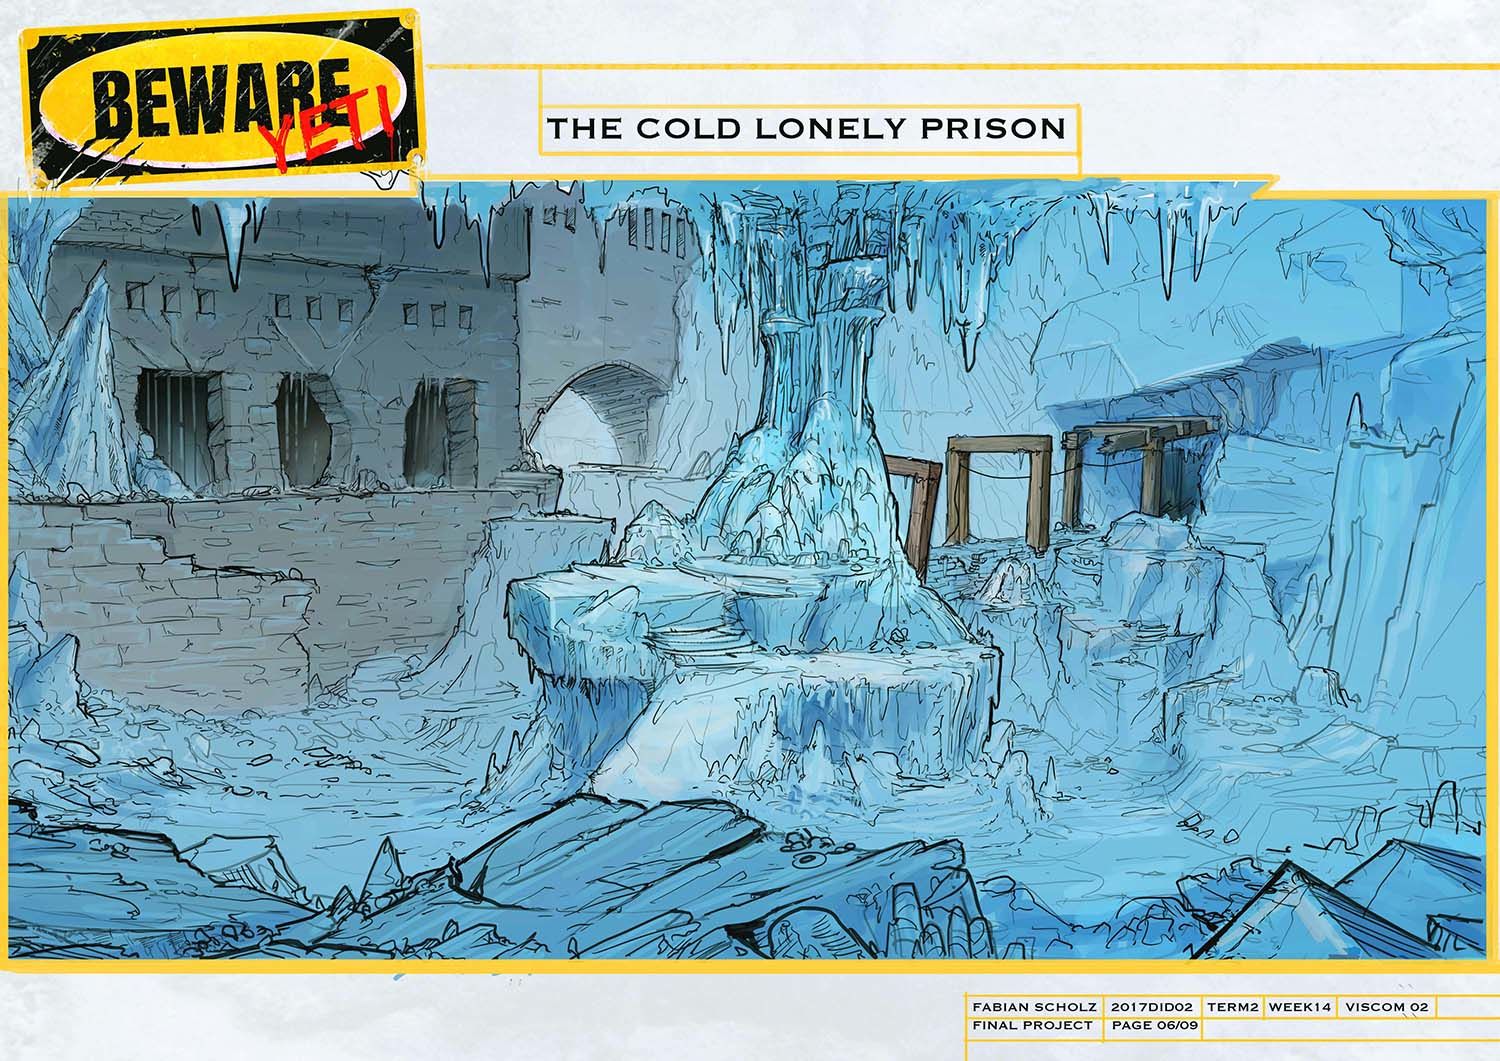 BEWARE
YETI
THE COLD LONELY PRISON
FABIAN SCHOLZ 2017DID02 TERM2 WEEK14 VISCOM 02
FINAL PROJECT PAGE 06/09